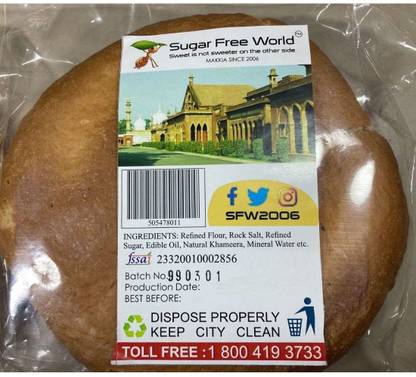 Sugar Free World™
Sweet is not sweeter on the other side
MAKKIA SINCE 2006
505478011
SFW2006
INGREDIENTS: Refined Flour, Rock Salt, Refined
Sugar, Edible Oil, Natural Khameera, Mineral Water etc.
fssai 23320010002856
Batch No. 990301
Production Date:
BEST BEFORE:
DISPOSE PROPERLY
KEEP CITY CLEAN
TOLL FREE : 1 800 419 3733